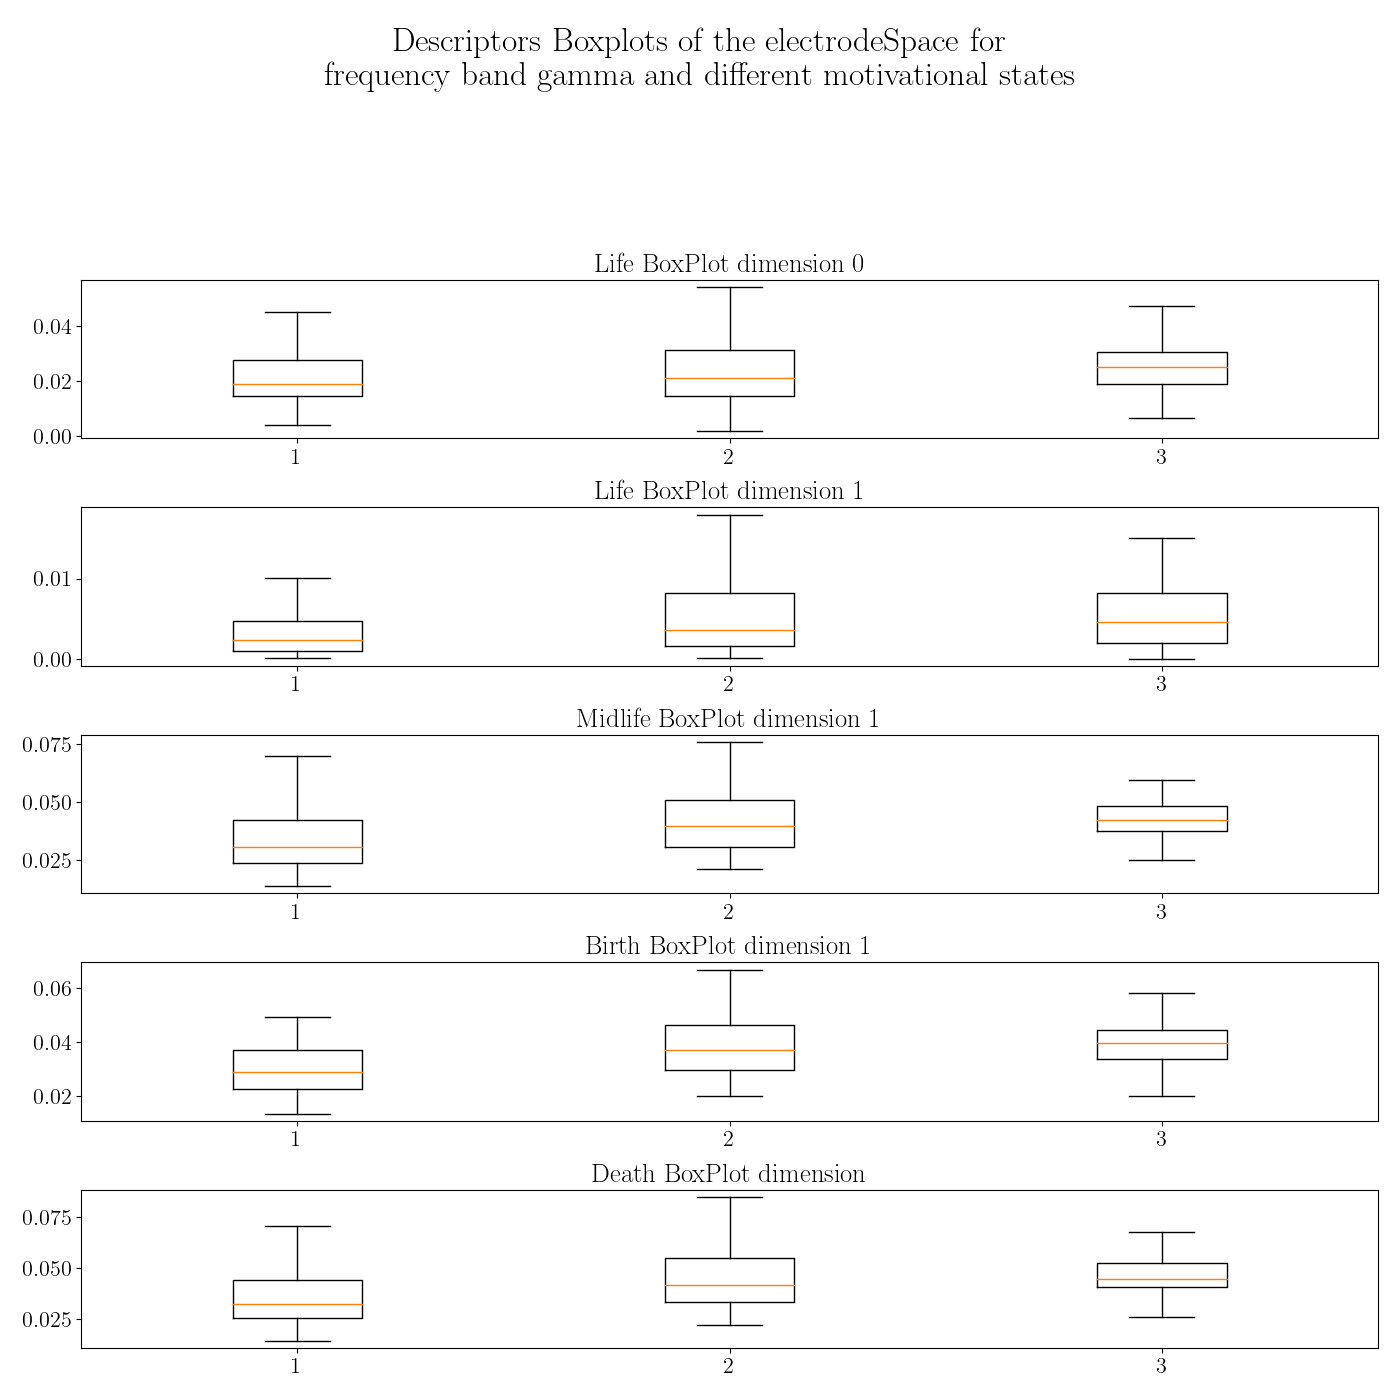 Descriptors Boxplots of the electrodeSpace for
frequency band gamma and different motivational states
Life BoxPlot dimension 0
0.04
0.02
0.00
1 2 3
Life BoxPlot dimension 1
0.01
0.00
1 2 3
Midlife BoxPlot dimension 1
0.075
0.050
0.025
1 2 3
Birth BoxPlot dimension 1
0.06
0.04
0.02
1 2 3
Death BoxPlot dimension
0.075
0.050
0.025
1 2 3